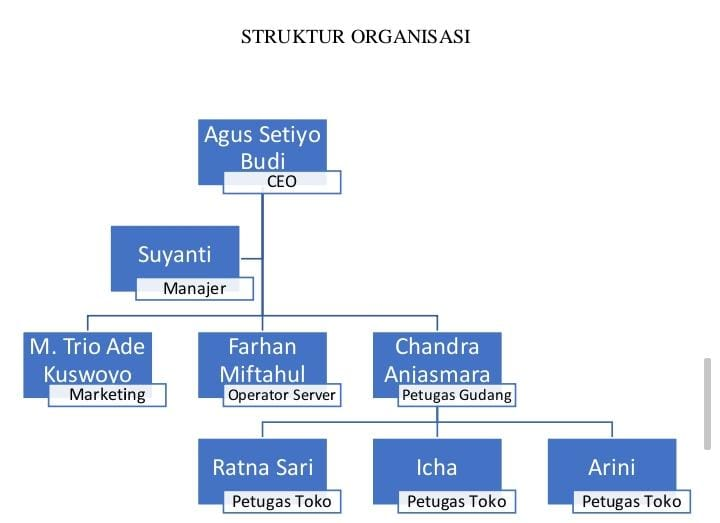 STRUKTUR ORGANISASI
Agus Setiyo
Budi
CEO
Suyanti
Manajer
M. Trio Ade
Kuswoyo
Marketing
Farhan
Miftahul
Operator Server
Chandra
Anjasmara
Petugas Gudang
Ratna Sari
Petugas Toko
Icha
Petugas Toko
Arini
Petugas Toko